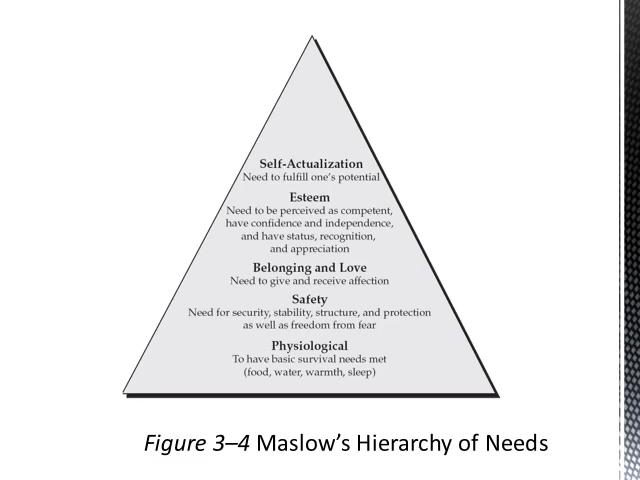 Self-Actualization
Need to fulfill one's potential
Esteem
Need to be perceived as competent,
have confidence and independence,
and have status, recognition,
and appreciation
Belonging and Love
Need to give and receive affection
Safety
Need for security, stability, structure, and protection
as well as freedom from fear
Physiological
To have basic survival needs met
(food, water, warmth, sleep)
Figure 3–4 Maslow's Hierarchy of Needs